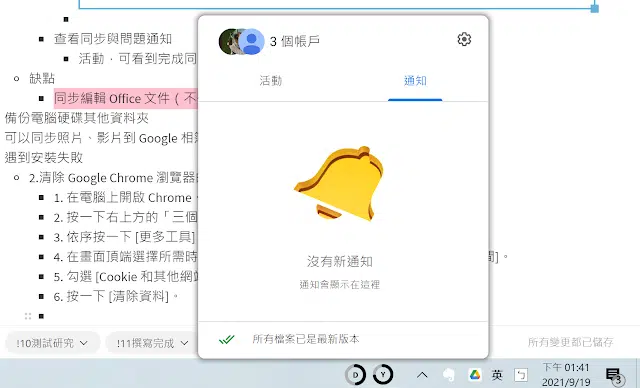 查看同步與問題通知
活動，可看到完成同
缺點
同步編輯 Office 文件（不
備份電腦硬碟其他資料夾
可以同步照片、影片到 Google 相
遇到安裝失敗
2.清除 Google Chrome 瀏覽器
1. 在電腦上開啟 Chrome，
2. 按一下右上方的「三個
3. 依序按一下 [更多工具]
4. 在畫面頂端選擇所需時
間]。
5. 勾選 [Cookie 和其他網
6. 按一下 [清除資料]。
3 個帳戶
活動
通知
沒有新通知
通知會顯示在這裡
所有檔案已是最新版本
!10測試研究
!11撰寫完成
所有變更都已儲存
D
Y
英
下午 01:41
2021/9/19
3